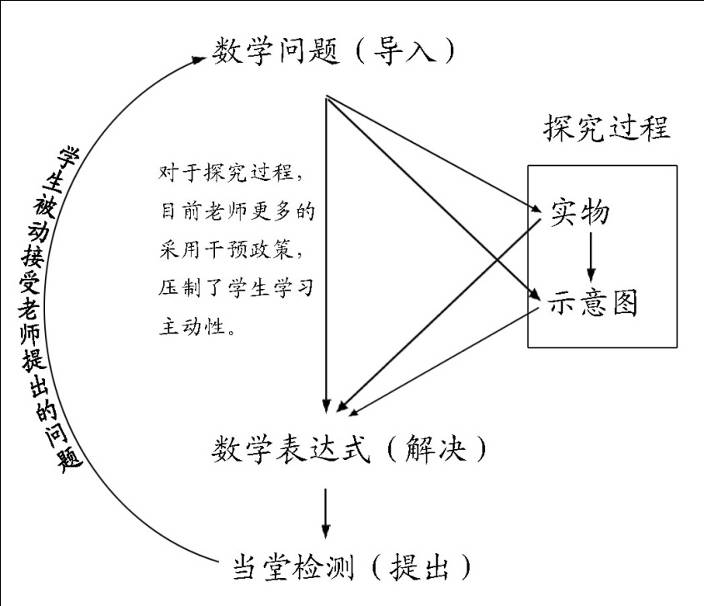 数学问题（导入）
探究过程
对于探究过程，
目前老师更多的
采用干预政策，
压制了学生学习
主动性。
实物
示意图
学生被动接受老师提出的问题
数学表达式（解决）
当堂检测（提出）